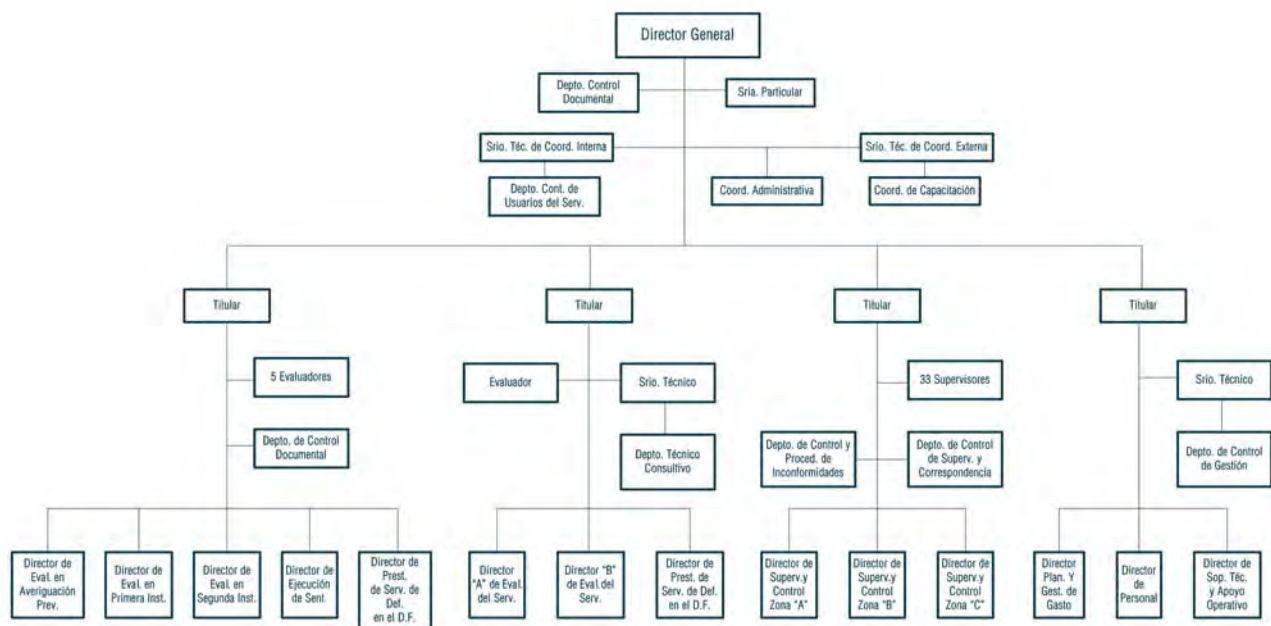 Director General
Depto. Control
Documental
Sria. Particular
Srio. Téc. de Coord. Interna
Srio. Téc. de Coord. Externa
Depto. Cont. de
Usuarios del Serv.
Coord. Administrativa
Coord. de Capacitación
Titular
Titular
Titular
Titular
5 Evaluadores
Evaluador
Srio. Técnico
33 Supervisores
Srio. Técnico
Depto. de Control
Documental
Depto. Técnico
Consultivo
Depto. de Control y
Proced. de
Inconformidades
Depto. de Control
de Superv. y
Correspondencia
Depto. de Control
de Gestión
Director de
Eval. en
Averiguación
Prev.
Director de
Eval. en
Primera Inst.
Director de
Eval. en
Segunda Inst.
Director de
Ejecución
de Sent.
Director de
Prest.
de Serv. de
Def.
en el D.F.
Director
"A" de Eval.
del Serv.
Director "B"
de Eval.del
Serv.
Director de
Prest. de
Serv. de Def.
en el D.F.
Director de
Superv.y
Control
Zona "A"
Director de
Superv.y
Control
Zona "B"
Director de
Superv.y
Control
Zona "C"
Director
Plan. Y
Gest. de
Gasto
Director
de
Personal
Director de
Sop. Téc.
y Apoyo
Operativo